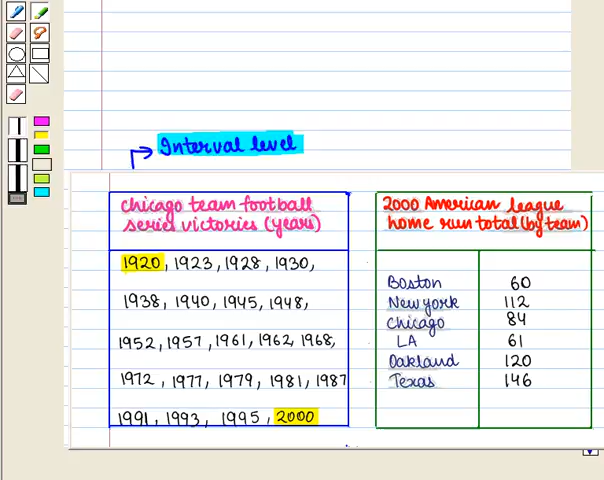 Interval level
Chicago team football
series victories (years)
1920, 1923, 1928, 1930,
1938, 1940, 1945, 1948,
1952, 1957, 1961, 1962, 1968,
1972, 1977, 1979, 1981, 1987
1991, 1993, 1995, 2000
2000 American league
home run total (by team)
Boston 60
New york 112
Chicago 84
LA 61
Oakland 120
Texas 146